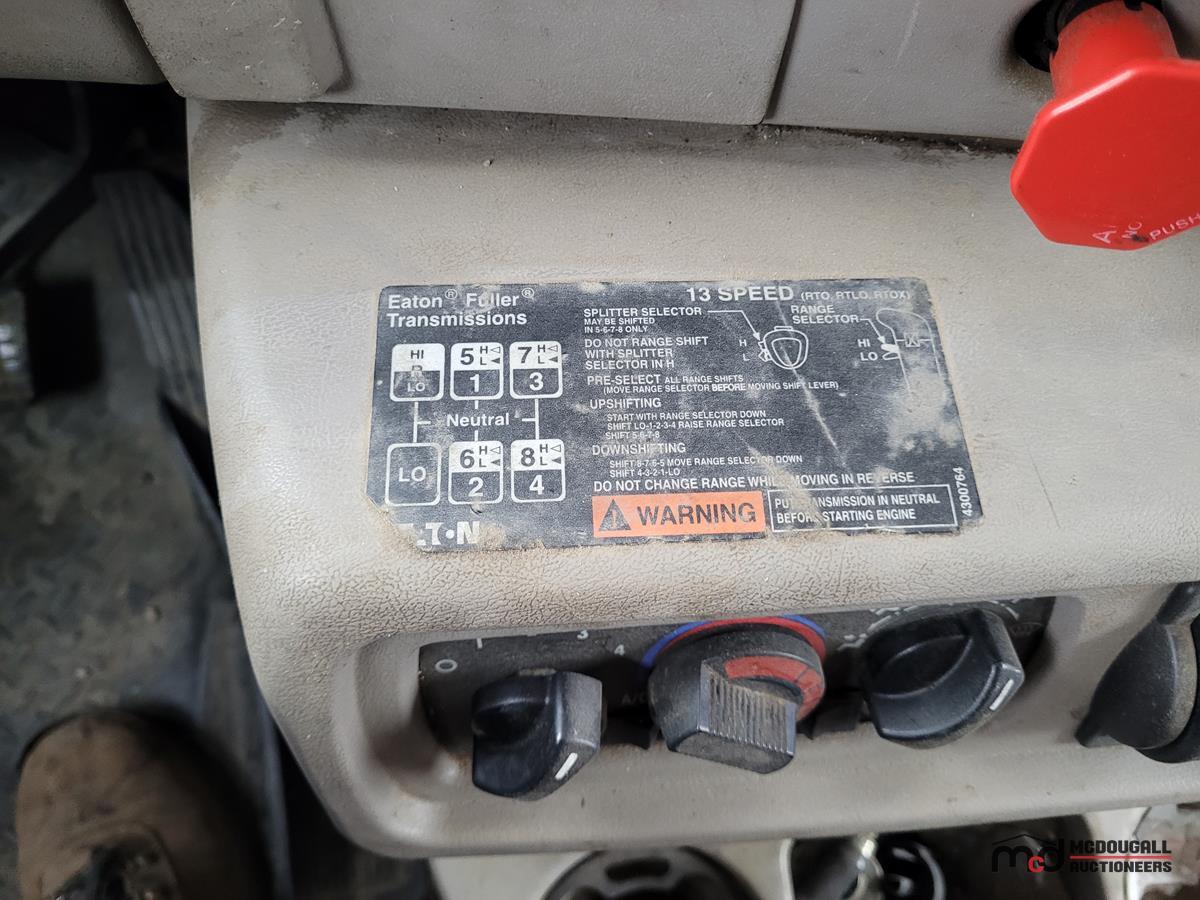 PUSH
Eaton® Fuller®
Transmissions
HI
LO
5 H L
1
7 H L
3
Neutral
LO
6 H L
2
8 H L
4
13 SPEED (RTO, RTLO, RTOX)
SPLITTER SELECTOR
MAY BE SHIFTED
IN 5-6-7-8 ONLY
H
L
RANGE
SELECTOR
HI
LO
DO NOT RANGE SHIFT
WITH SPLITTER
SELECTOR IN H
PRE-SELECT ALL RANGE SHIFTS
(MOVE RANGE SELECTOR BEFORE MOVING SHIFT LEVER)
UPSHIFTING
START WITH RANGE SELECTOR DOWN
SHIFT LO-1-2-3-4 RAISE RANGE SELECTOR
SHIFT 5-6-7-8
DOWNSHIFTING
SHIFT 8-7-6-5 MOVE RANGE SELECTOR DOWN
SHIFT 4-3-2-1-LO
DO NOT CHANGE RANGE WHILE MOVING IN REVERSE
WARNING
PUT TRANSMISSION IN NEUTRAL
BEFORE STARTING ENGINE
4300764
3
4
A/C
mcd MCDOUGALL
AUCTIONEERS